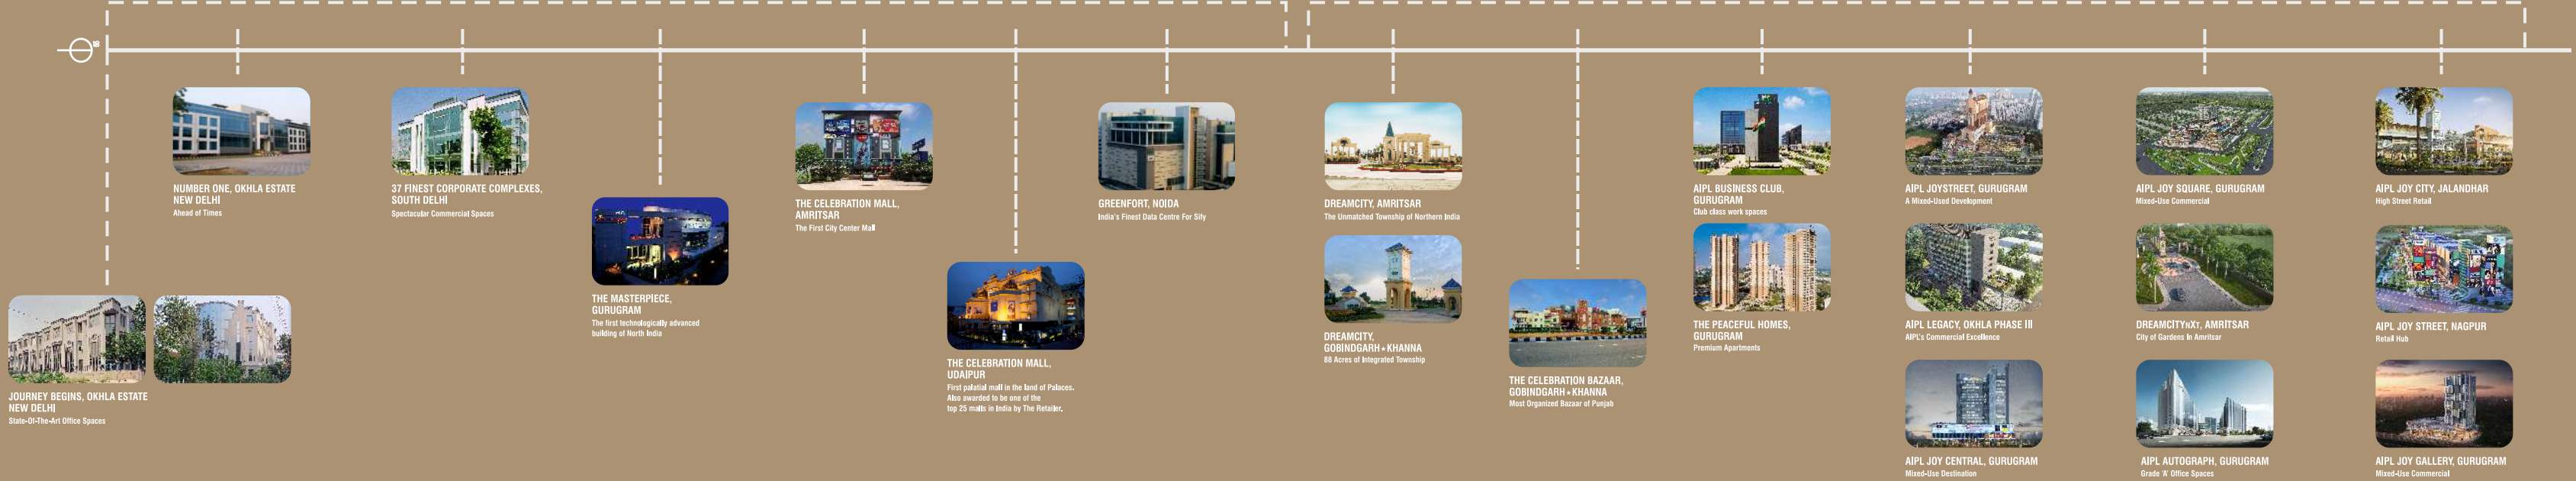 NUMBER ONE, OKHLA ESTATE
NEW DELHI
Ahead of Times
37 FINEST CORPORATE COMPLEXES,
SOUTH DELHI
Spectacular Commercial Spaces
THE MASTERPIECE,
GURUGRAM
The first technologically advanced
building of North India
THE CELEBRATION MALL,
AMRITSAR
The First City Center Mall
GREENFORT, NOIDA
India's Finest Data Centre For Sify
DREAMCITY, AMRITSAR
The Unmatched Township of Northern India
AIPL BUSINESS CLUB,
GURUGRAM
Club class work spaces
AIPL JOYSTREET, GURUGRAM
A Mixed-Used Development
AIPL JOY SQUARE, GURUGRAM
Mixed-Use Commercial
AIPL JOY CITY, JALANDHAR
High Street Retail
JOURNEY BEGINS, OKHLA ESTATE
NEW DELHI
State-Of-The-Art Office Spaces
THE CELEBRATION MALL,
UDAIPUR
First palatial mall in the land of Palaces.
Also awarded to be one of the
top 25 malls in India by The Retailer.
DREAMCITY,
GOBINDGARH•KHANNA
88 Acres of Integrated Township
THE CELEBRATION BAZAAR,
GOBINDGARH•KHANNA
Most Organized Bazaar of Punjab
THE PEACEFUL HOMES,
GURUGRAM
Premium Apartments
AIPL LEGACY, OKHLA PHASE III
AIPL's Commercial Excellence
DREAMCITYNXT, AMRITSAR
City of Gardens In Amritsar
AIPL JOY STREET, NAGPUR
Retail Hub
AIPL JOY CENTRAL, GURUGRAM
Mixed-Use Destination
AIPL AUTOGRAPH, GURUGRAM
Grade 'A' Office Spaces
AIPL JOY GALLERY, GURUGRAM
Mixed-Use Commercial